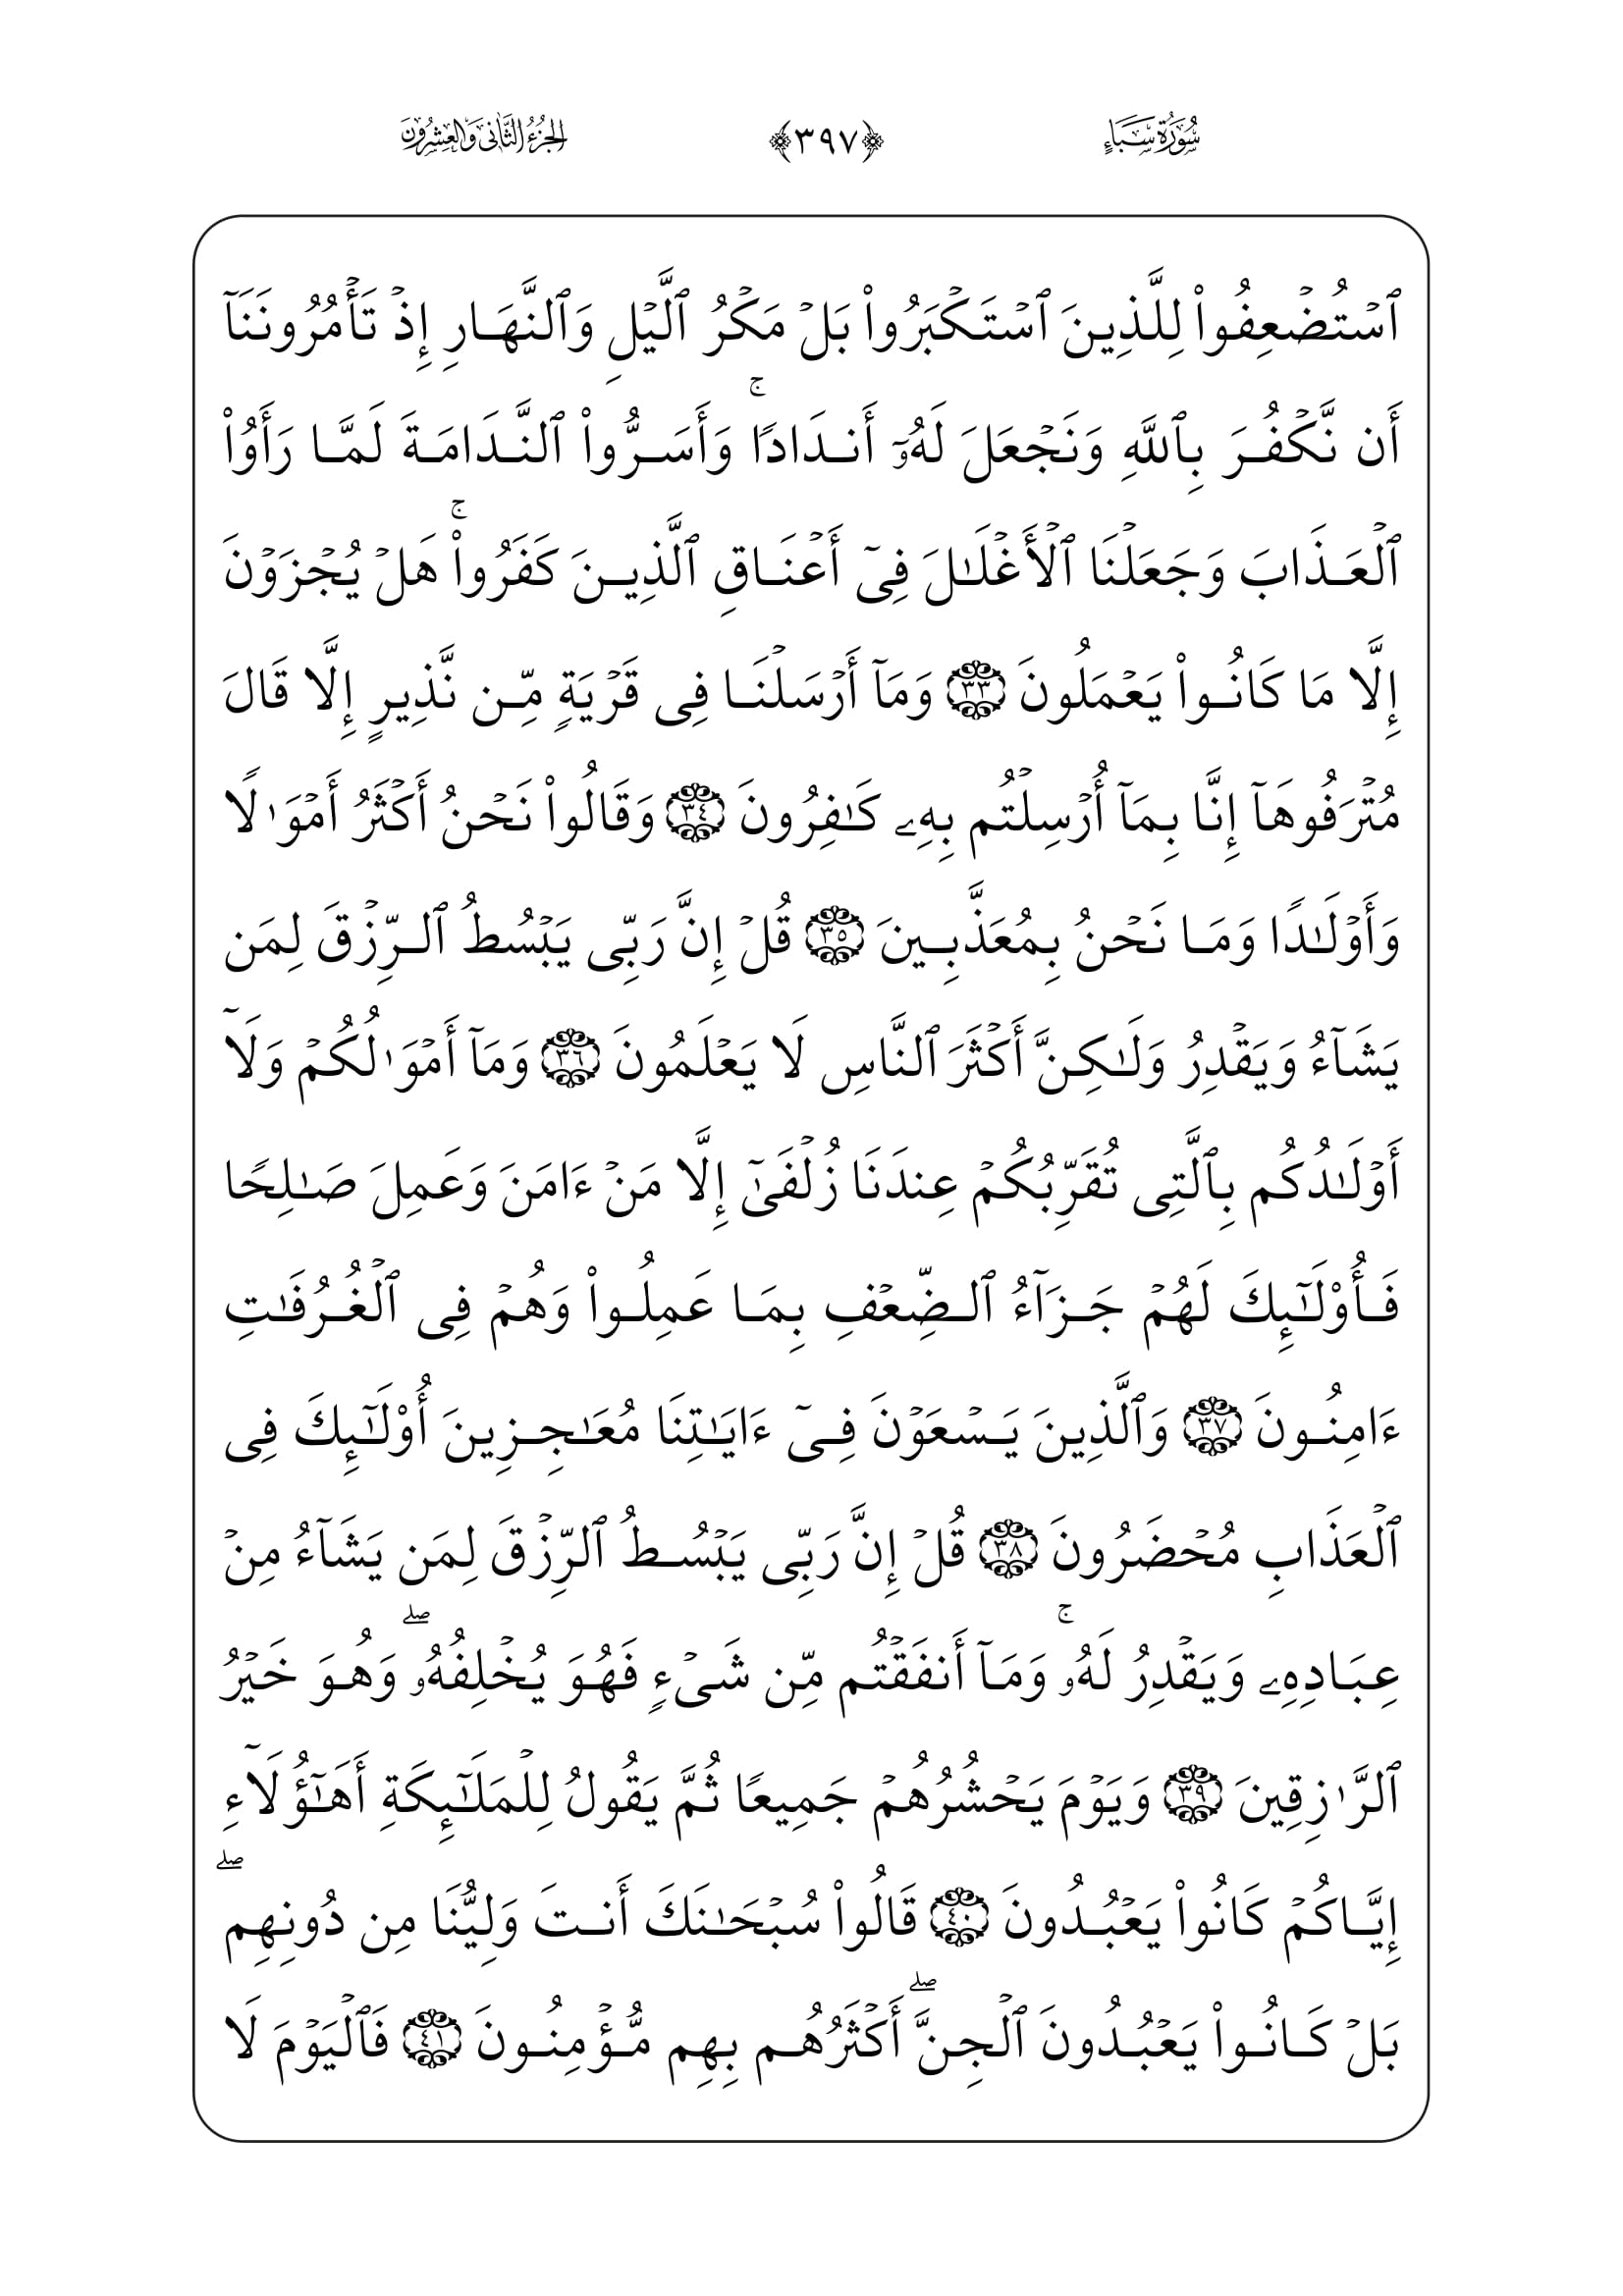 سُورَةُ سَبَإٍ ﴿٣٩٧﴾ الجُزْءُ الثَّانِي وَالعِشْرُونَ
ٱسۡتُضۡعِفُواْ لِلَّذِينَ ٱسۡتَكۡبَرُواْ بَلۡ مَكۡرُ ٱلَّيۡلِ وَٱلنَّهَارِ إِذۡ تَأۡمُرُونَنَآ
أَن نَّكۡفُرَ بِٱللَّهِ وَنَجۡعَلَ لَهُۥٓ أَندَادًاۚ وَأَسَرُّواْ ٱلنَّدَامَةَ لَمَّا رَأَوُاْ
ٱلۡعَذَابَ وَجَعَلۡنَا ٱلۡأَغۡلَٰلَ فِىٓ أَعۡنَاقِ ٱلَّذِينَ كَفَرُواْۚ هَلۡ يُجۡزَوۡنَ
إِلَّا مَا كَانُواْ يَعۡمَلُونَ ٣٣ وَمَآ أَرۡسَلۡنَا فِى قَرۡيَةٍ مِّن نَّذِيرٍ إِلَّا قَالَ
مُتۡرَفُوهَآ إِنَّا بِمَآ أُرۡسِلۡتُم بِهِۦ كَٰفِرُونَ ٣٤ وَقَالُواْ نَحۡنُ أَكۡثَرُ أَمۡوَٰلًا
وَأَوۡلَٰدًا وَمَا نَحۡنُ بِمُعَذَّبِينَ ٣٥ قُلۡ إِنَّ رَبِّى يَبۡسُطُ ٱلرِّزۡقَ لِمَن
يَشَآءُ وَيَقۡدِرُ وَلَٰكِنَّ أَكۡثَرَ ٱلنَّاسِ لَا يَعۡلَمُونَ ٣٦ وَمَآ أَمۡوَٰلُكُمۡ وَلَآ
أَوۡلَٰدُكُم بِٱلَّتِى تُقَرِّبُكُمۡ عِندَنَا زُلۡفَىٰٓ إِلَّا مَنۡ ءَامَنَ وَعَمِلَ صَٰلِحًا
فَأُوْلَٰٓئِكَ لَهُمۡ جَزَآءُ ٱلضِّعۡفِ بِمَا عَمِلُواْ وَهُمۡ فِى ٱلۡغُرُفَٰتِ
ءَامِنُونَ ٣٧ وَٱلَّذِينَ يَسۡعَوۡنَ فِىٓ ءَايَٰتِنَا مُعَٰجِزِينَ أُوْلَٰٓئِكَ فِى
ٱلۡعَذَابِ مُحۡضَرُونَ ٣٨ قُلۡ إِنَّ رَبِّى يَبۡسُطُ ٱلرِّزۡقَ لِمَن يَشَآءُ مِنۡ
عِبَادِهِۦ وَيَقۡدِرُ لَهُۥۚ وَمَآ أَنفَقۡتُم مِّن شَىۡءٍ فَهُوَ يُخۡلِفُهُۥۖ وَهُوَ خَيۡرُ
ٱلرَّٰزِقِينَ ٣٩ وَيَوۡمَ يَحۡشُرُهُمۡ جَمِيعًا ثُمَّ يَقُولُ لِلۡمَلَٰٓئِكَةِ أَهَٰٓؤُلَآءِ
إِيَّاكُمۡ كَانُواْ يَعۡبُدُونَ ٤٠ قَالُواْ سُبۡحَٰنَكَ أَنتَ وَلِيُّنَا مِن دُونِهِمۖ
بَلۡ كَانُواْ يَعۡبُدُونَ ٱلۡجِنَّۖ أَكۡثَرُهُم بِهِم مُّؤۡمِنُونَ ٤١ فَٱلۡيَوۡمَ لَا